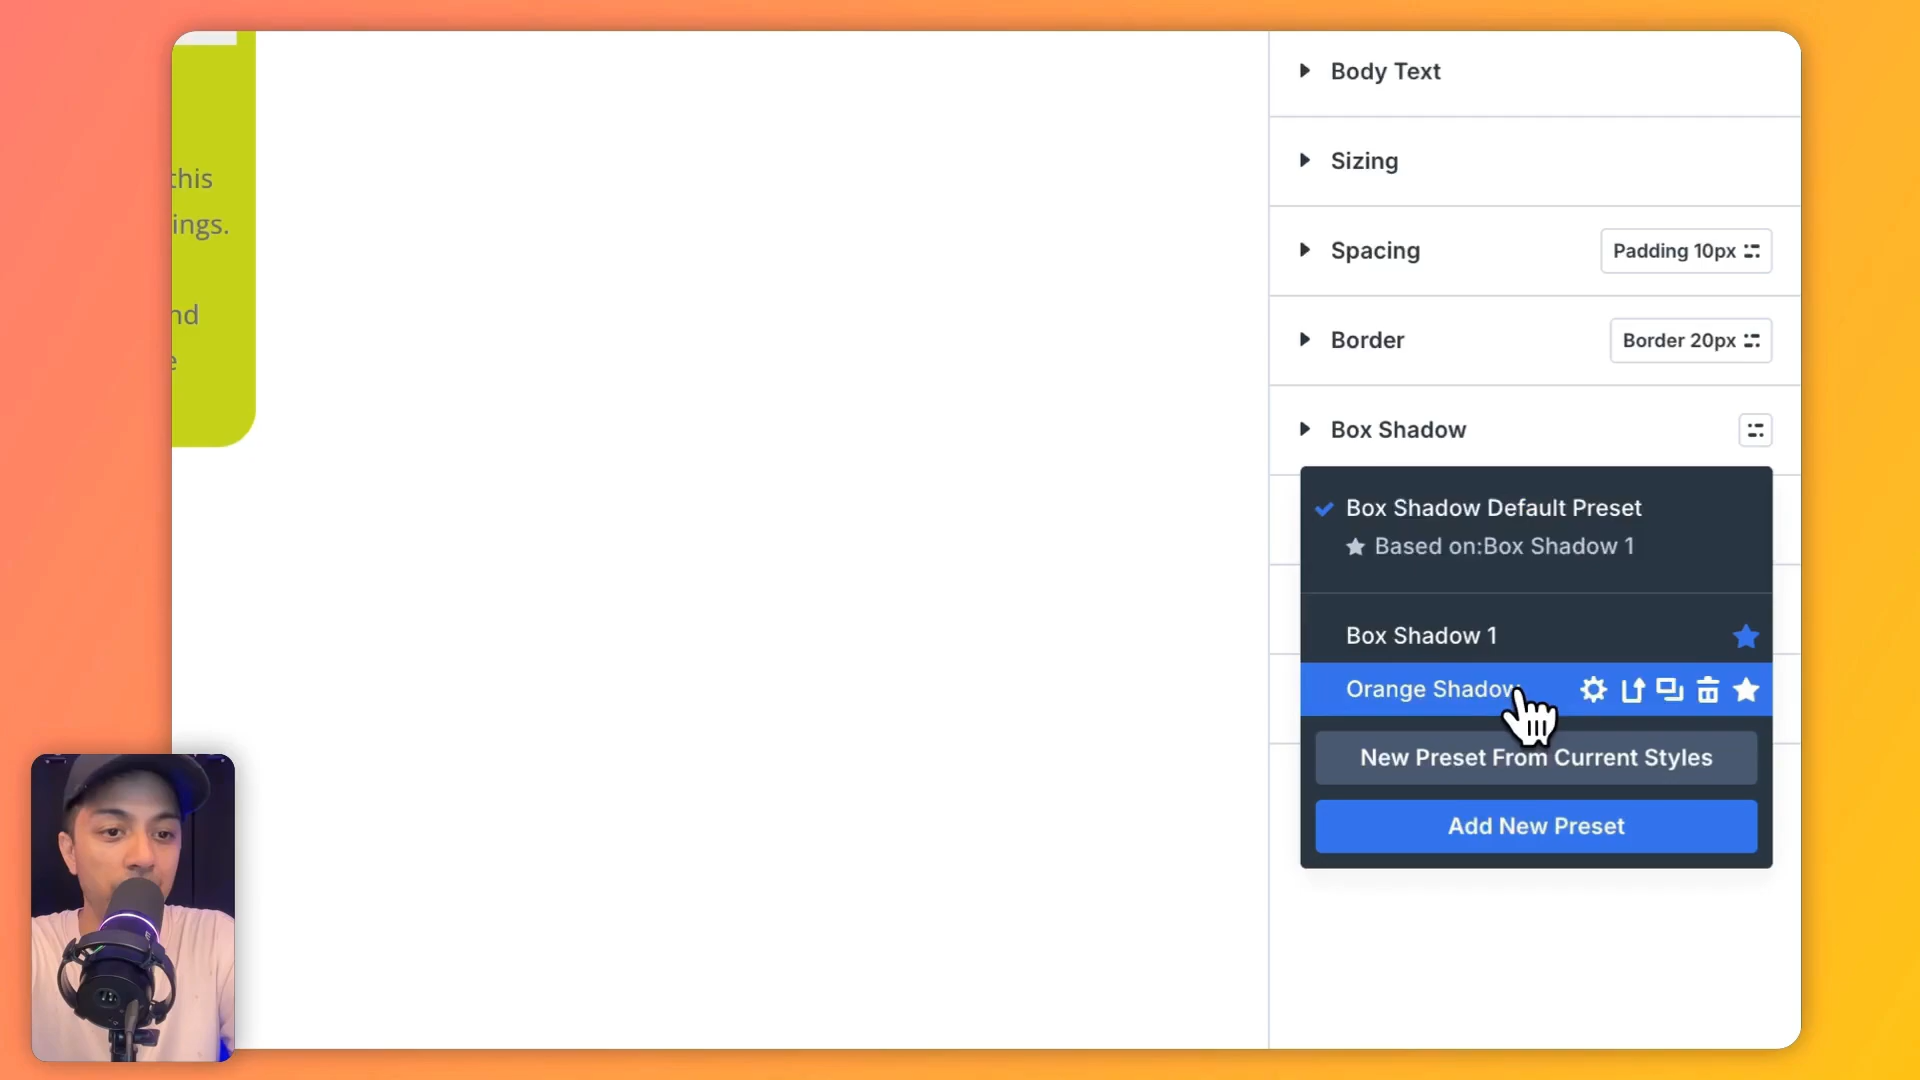 this
ings.
nd
e
Body Text
Sizing
Spacing
Padding 10px
Border
Border 20px
Box Shadow
Box Shadow Default Preset
Based on:Box Shadow 1
Box Shadow 1
Orange Shadow
New Preset From Current Styles
Add New Preset